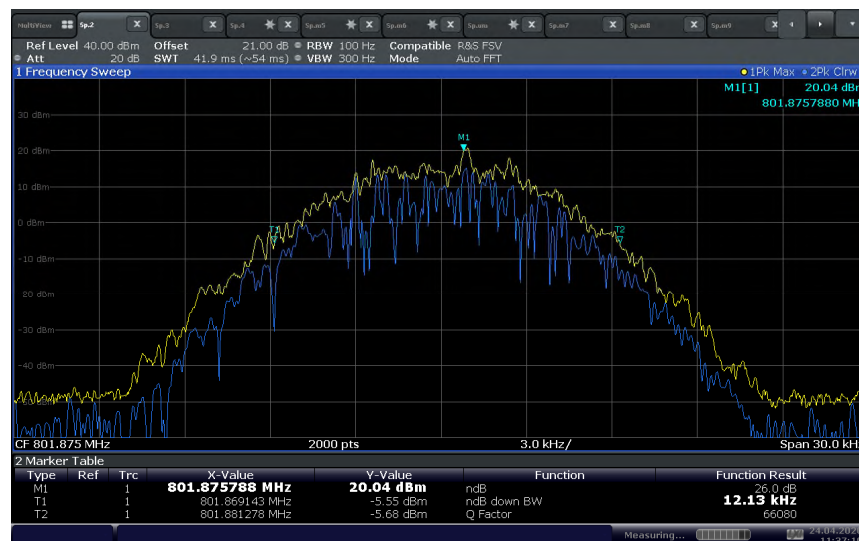 MultiView Sp.2 X Sp.3 X Sp.4 X Sp.m5 X Sp.m6 X X Sp.m7 X Sp.m8 X Sp.m9 X
Ref Level 40.00 dBm Offset 21.00 dB RBW 100 Hz Compatible R&S FSV
Att 20 dB SWT 41.9 ms (~54 ms) VBW 300 Hz Mode Auto FFT
1 Frequency Sweep 1Pk Max 2Pk Clrw
M1[1] 20.04 dBm
801.8757880 MH
30 dBm
M1
20 dBm
10 dBm
0 dBm
T1 T2
-10 dBm
20 dBm
-30 dBm
-40 dBm
CF 801.875 MHz 2000 pts 3.0 kHz/ Span 30.0 kH
2 Marker Table
Type Ref Trc X-Value Y-Value Function Function Result
M1 1 801.875788 MHz 20.04 dBm ndB 26.0 dB
T1 1 801.869143 MHz -5.55 dBm ndB down BW 12.13 kHz
T2 1 801.881278 MHz -5.68 dBm Q Factor 66080
Measuring... 24.04.202
11:37:1